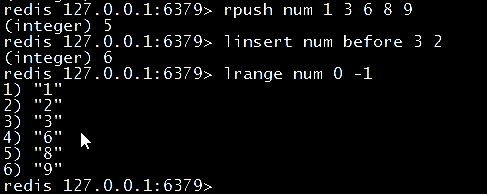 redis 127.0.0.1:6379> rpush num 1 3 6 8 9
(integer) 5
redis 127.0.0.1:6379> linsert num before 3 2
(integer) 6
redis 127.0.0.1:6379> lrange num 0 -1
1) "1"
2) "2"
3) "3"
4) "6"
5) "8"
6) "9"
redis 127.0.0.1:6379>